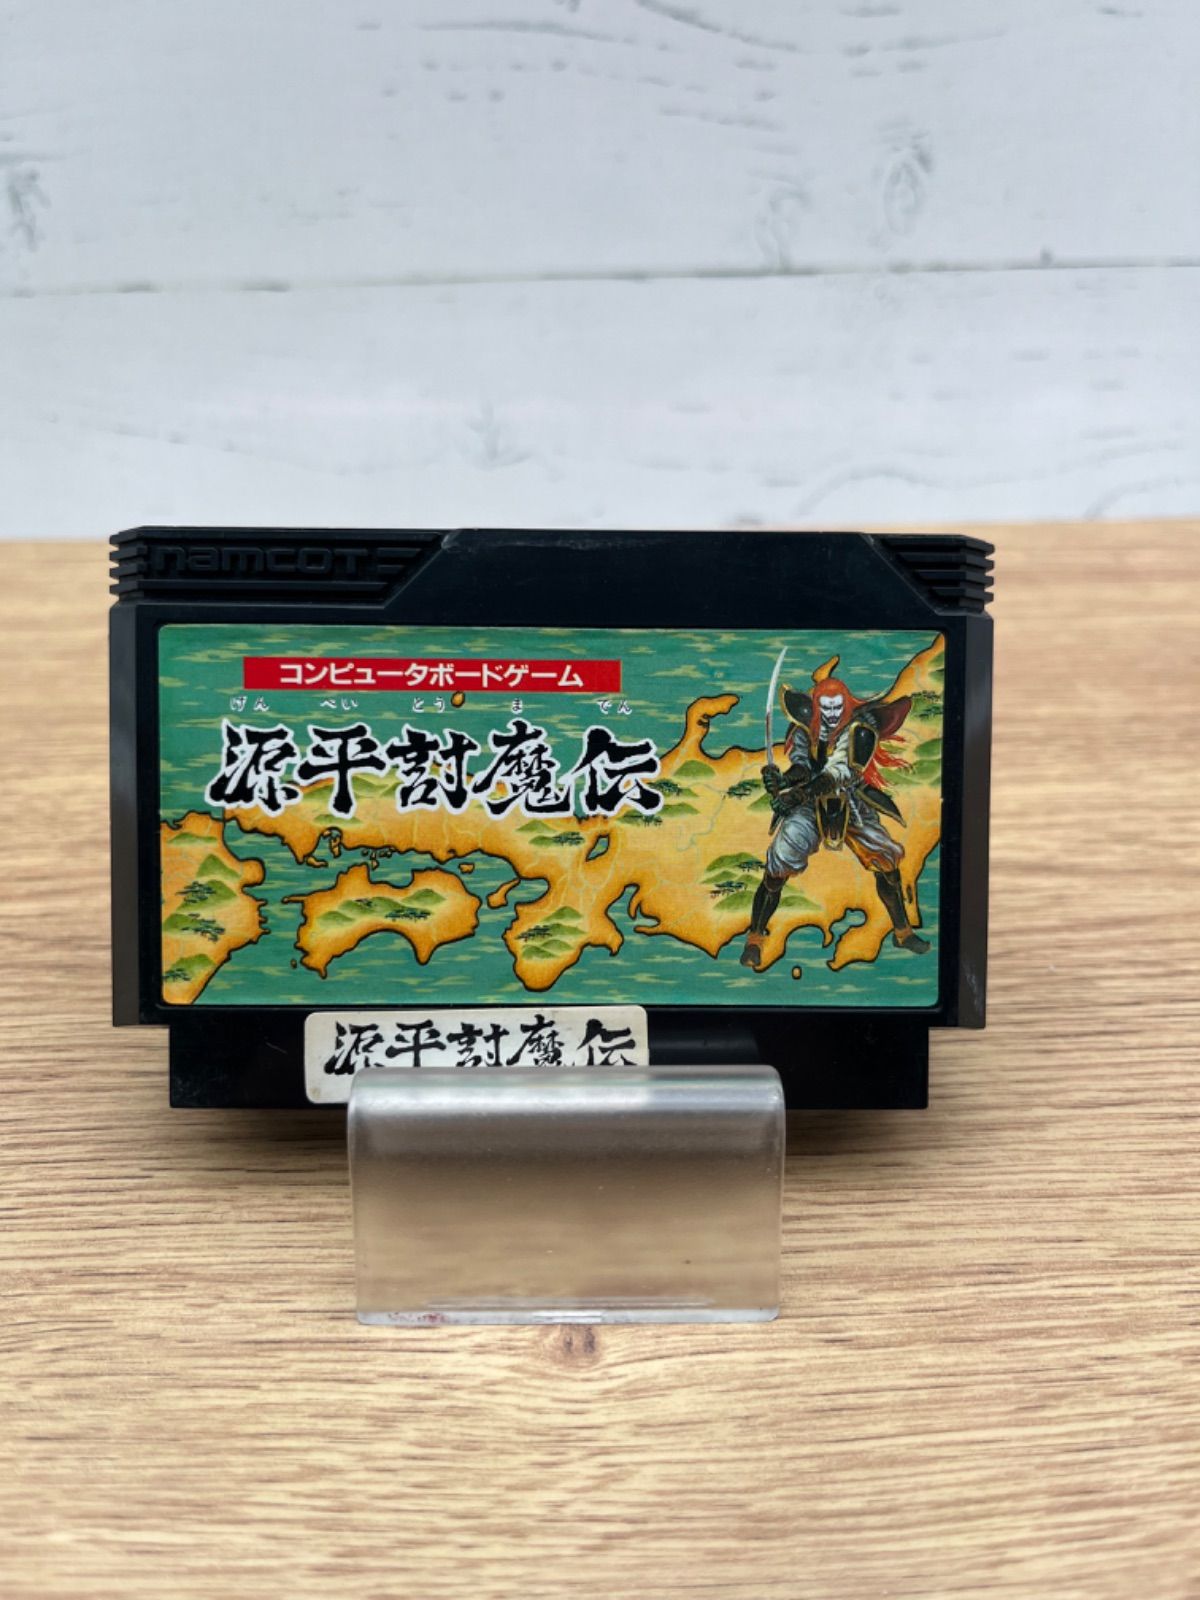 namcot
コンピュータボードゲーム
げんぺいとうまでん
源平討魔伝
源平討魔伝